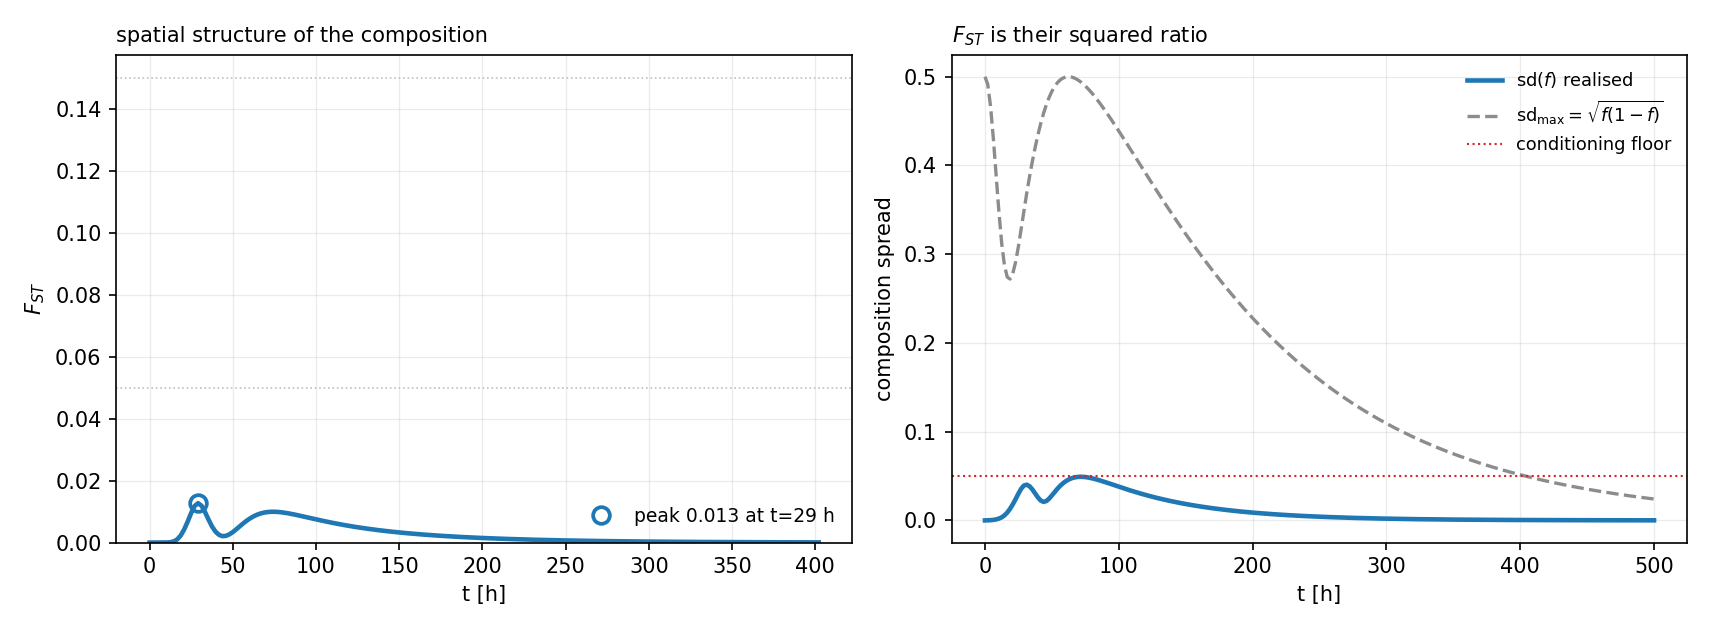 spatial structure of the composition
F_ST
0.14
0.12
0.10
0.08
0.06
0.04
0.02
0.00
peak 0.013 at t=29 h
0 50 100 150 200 250 300 350 400
t [h]
F_ST is their squared ratio
composition spread
0.5
0.4
0.3
0.2
0.1
0.0
sd(f) realised
sd_max = √f(1 − f)
conditioning floor
0 100 200 300 400 500
t [h]